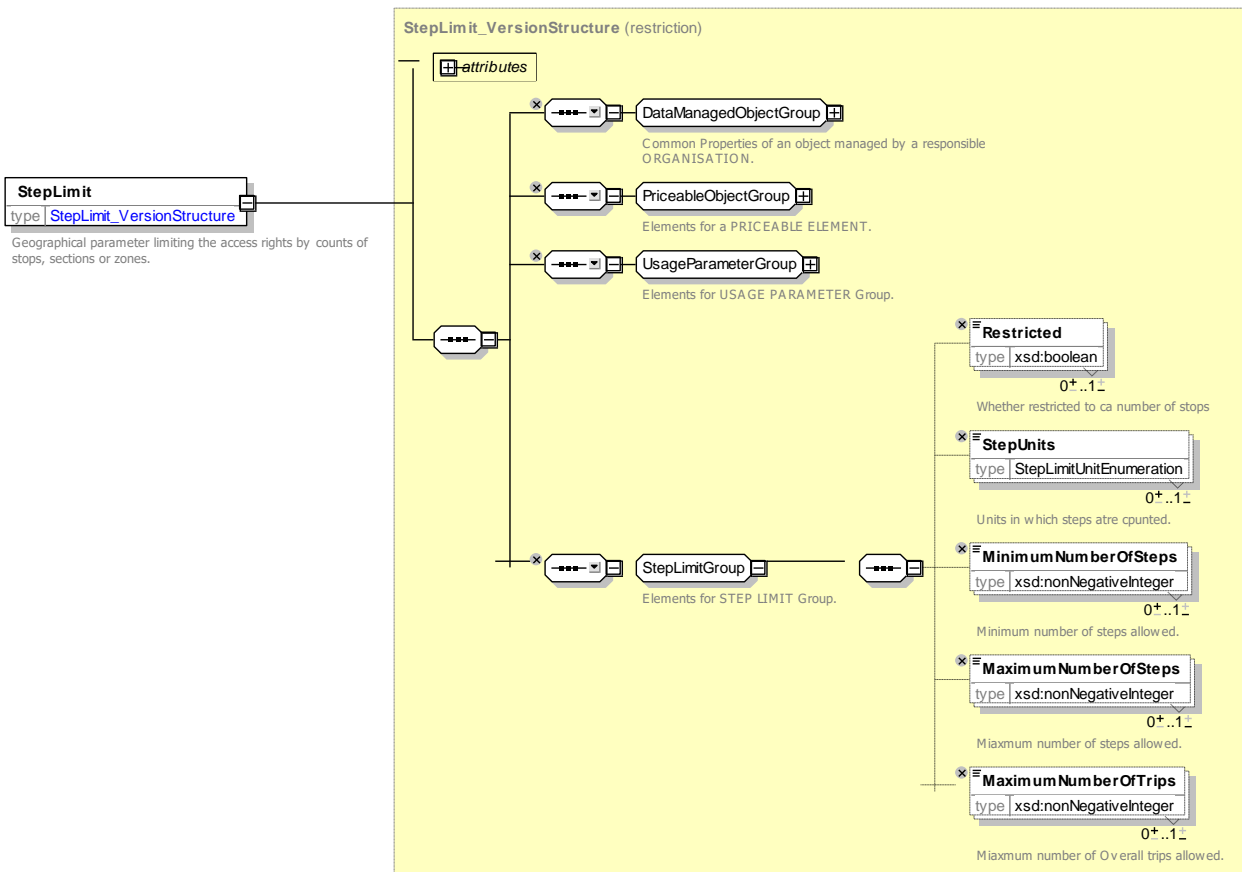 StepLimit_VersionStructure (restriction)
attributes
DataManagedObjectGroup
Common Properties of an object managed by a responsible
ORGANISATION.
StepLimit
type StepLimit_VersionStructure
Geographical parameter limiting the access rights by counts of
stops, sections or zones.
PriceableObjectGroup
Elements for a PRICEABLE ELEMENT.
UsageParameterGroup
Elements for USAGE PARAMETER Group.
Restricted
type xsd:boolean
0..1
Whether restricted to ca number of stops
StepUnits
type StepLimitUnitEnumeration
0..1
Units in which steps atre cpunted.
MinimumNumberOfSteps
type xsd:nonNegativeInteger
0..1
Minimum number of steps allowed.
StepLimitGroup
Elements for STEP LIMIT Group.
MaximumNumberOfSteps
type xsd:nonNegativeInteger
0..1
Miaxmum number of steps allowed.
MaximumNumberOfTrips
type xsd:nonNegativeInteger
0..1
Miaxmum number of Overall trips allowed.